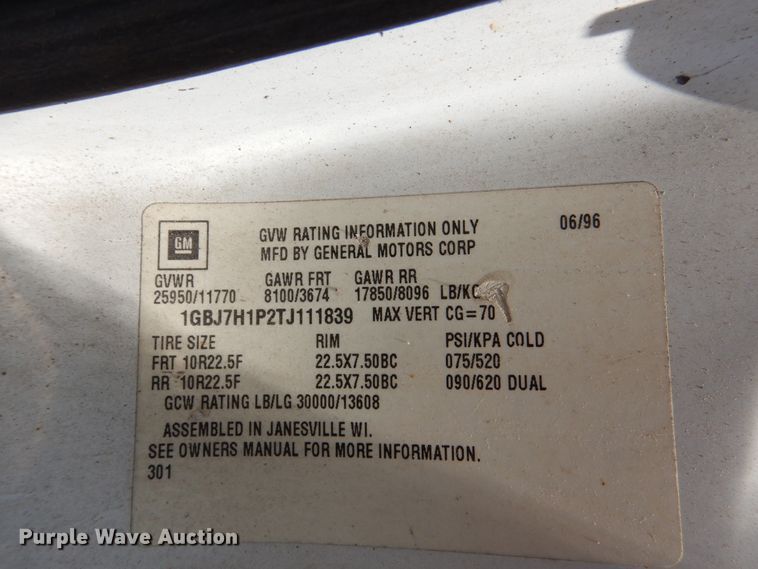 GM
GVW RATING INFORMATION ONLY 06/96
MFD BY GENERAL MOTORS CORP
GVWR GAWR FRT GAWR RR
25950/11770 8100/3674 17850/8096 LB/KG
1GBJ7H1P2TJ111839 MAX VERT CG=70
TIRE SIZE RIM PSI/KPA COLD
FRT 10R22.5F 22.5X7.50BC 075/520
RR 10R22.5F 22.5X7.50BC 090/620 DUAL
GCW RATING LB/LG 30000/13608
ASSEMBLED IN JANESVILLE WI.
SEE OWNERS MANUAL FOR MORE INFORMATION.
301
Purple Wave Auction